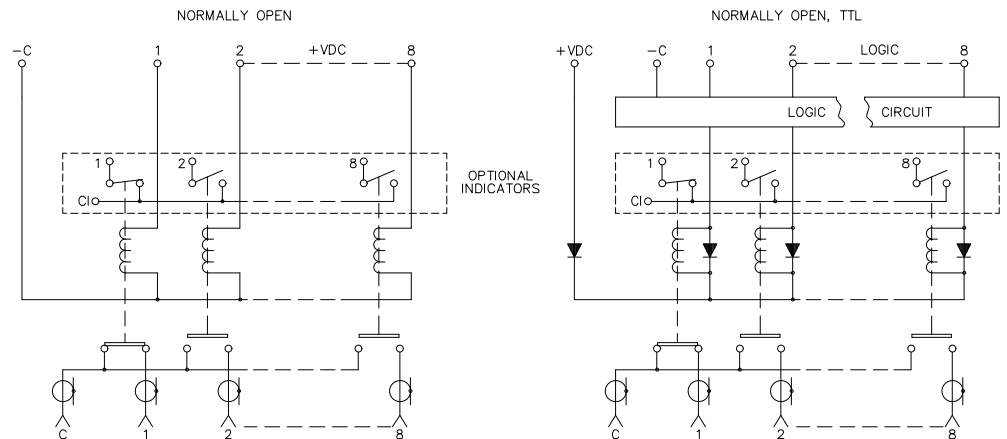 NORMALLY OPEN
-C 1 2 +VDC 8
1 2 8
CI
C 1 2 8
OPTIONAL
INDICATORS
NORMALLY OPEN, TTL
+VDC -C 1 2 LOGIC 8
LOGIC CIRCUIT
1 2 8
CI
C 1 2 8